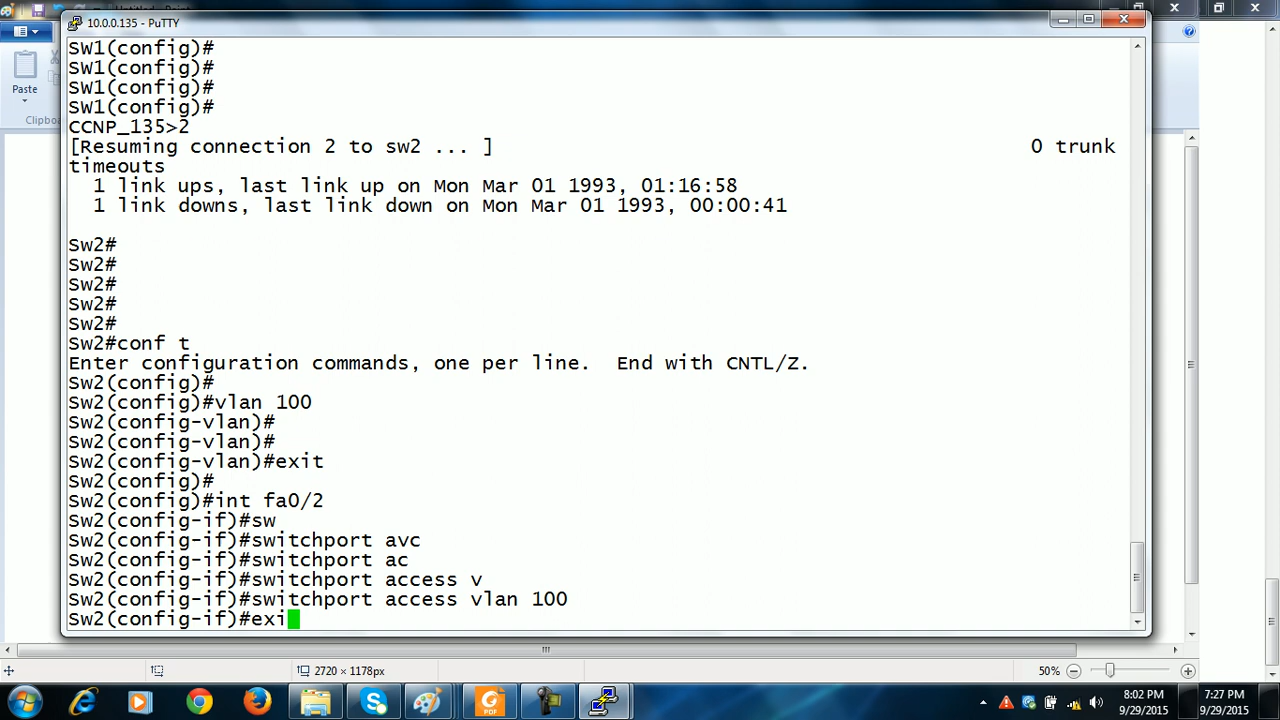 10.0.0.135 - PuTTY
SW1(config)#
SW1(config)#
SW1(config)#
SW1(config)#
CCNP_135>2
[Resuming connection 2 to sw2 ... ] 0 trunk
timeouts
1 link ups, last link up on Mon Mar 01 1993, 01:16:58
1 link downs, last link down on Mon Mar 01 1993, 00:00:41
Sw2#
Sw2#
Sw2#
Sw2#
Sw2#
Sw2#conf t
Enter configuration commands, one per line.  End with CNTL/Z.
Sw2(config)#
Sw2(config)#vlan 100
Sw2(config-vlan)#
Sw2(config-vlan)#
Sw2(config-vlan)#exit
Sw2(config)#
Sw2(config)#int fa0/2
Sw2(config-if)#sw
Sw2(config-if)#switchport avc
Sw2(config-if)#switchport ac
Sw2(config-if)#switchport access v
Sw2(config-if)#switchport access vlan 100
Sw2(config-if)#exi
Paste
Clipb
2720 × 1178px
50%
PDF
8:02 PM
9/29/2015
7:27 PM
9/29/2015